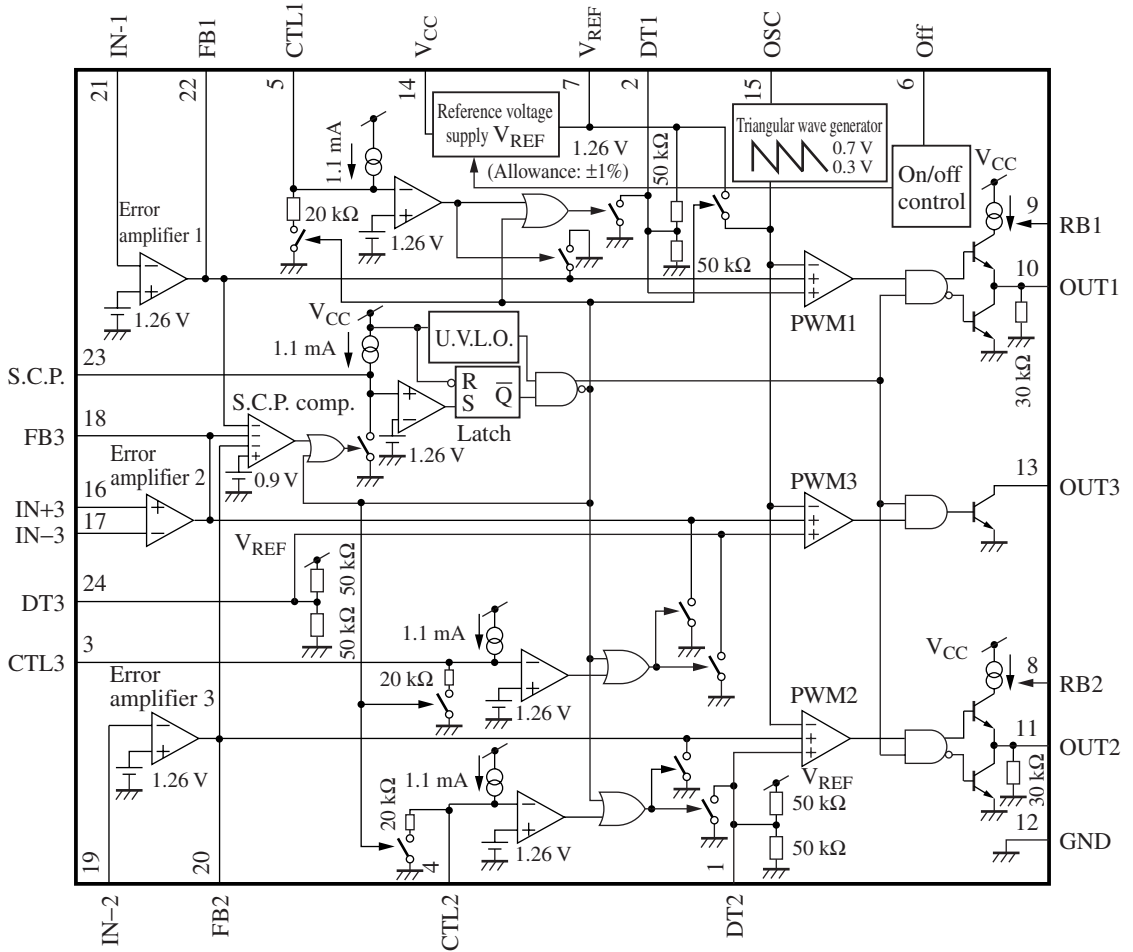 IN-1
FB1
CTL1
VCC
VREF
DT1
OSC
Off
21
22
5
14
7
2
15
6
Reference voltage
supply VREF
1.26 V
(Allowance: ±1%)
Triangular wave generator
0.7 V
0.3 V
On/off
control
VCC
9
RB1
1.1 mA
20 kΩ
1.26 V
50 kΩ
50 kΩ
Error
amplifier 1
1.26 V
PWM1
10
OUT1
30 kΩ
VCC
1.1 mA
U.V.L.O.
R
S
Q̅
Latch
23
S.C.P.
S.C.P. comp.
1.26 V
0.9 V
18
FB3
Error
amplifier 2
16
IN+3
17
IN−3
PWM3
13
OUT3
VREF
50 kΩ
50 kΩ
24
DT3
3
CTL3
1.1 mA
20 kΩ
1.26 V
VCC
8
RB2
Error
amplifier 3
1.26 V
PWM2
11
OUT2
30 kΩ
1.1 mA
20 kΩ
1.26 V
VREF
50 kΩ
50 kΩ
12
GND
19
20
4
1
IN−2
FB2
CTL2
DT2